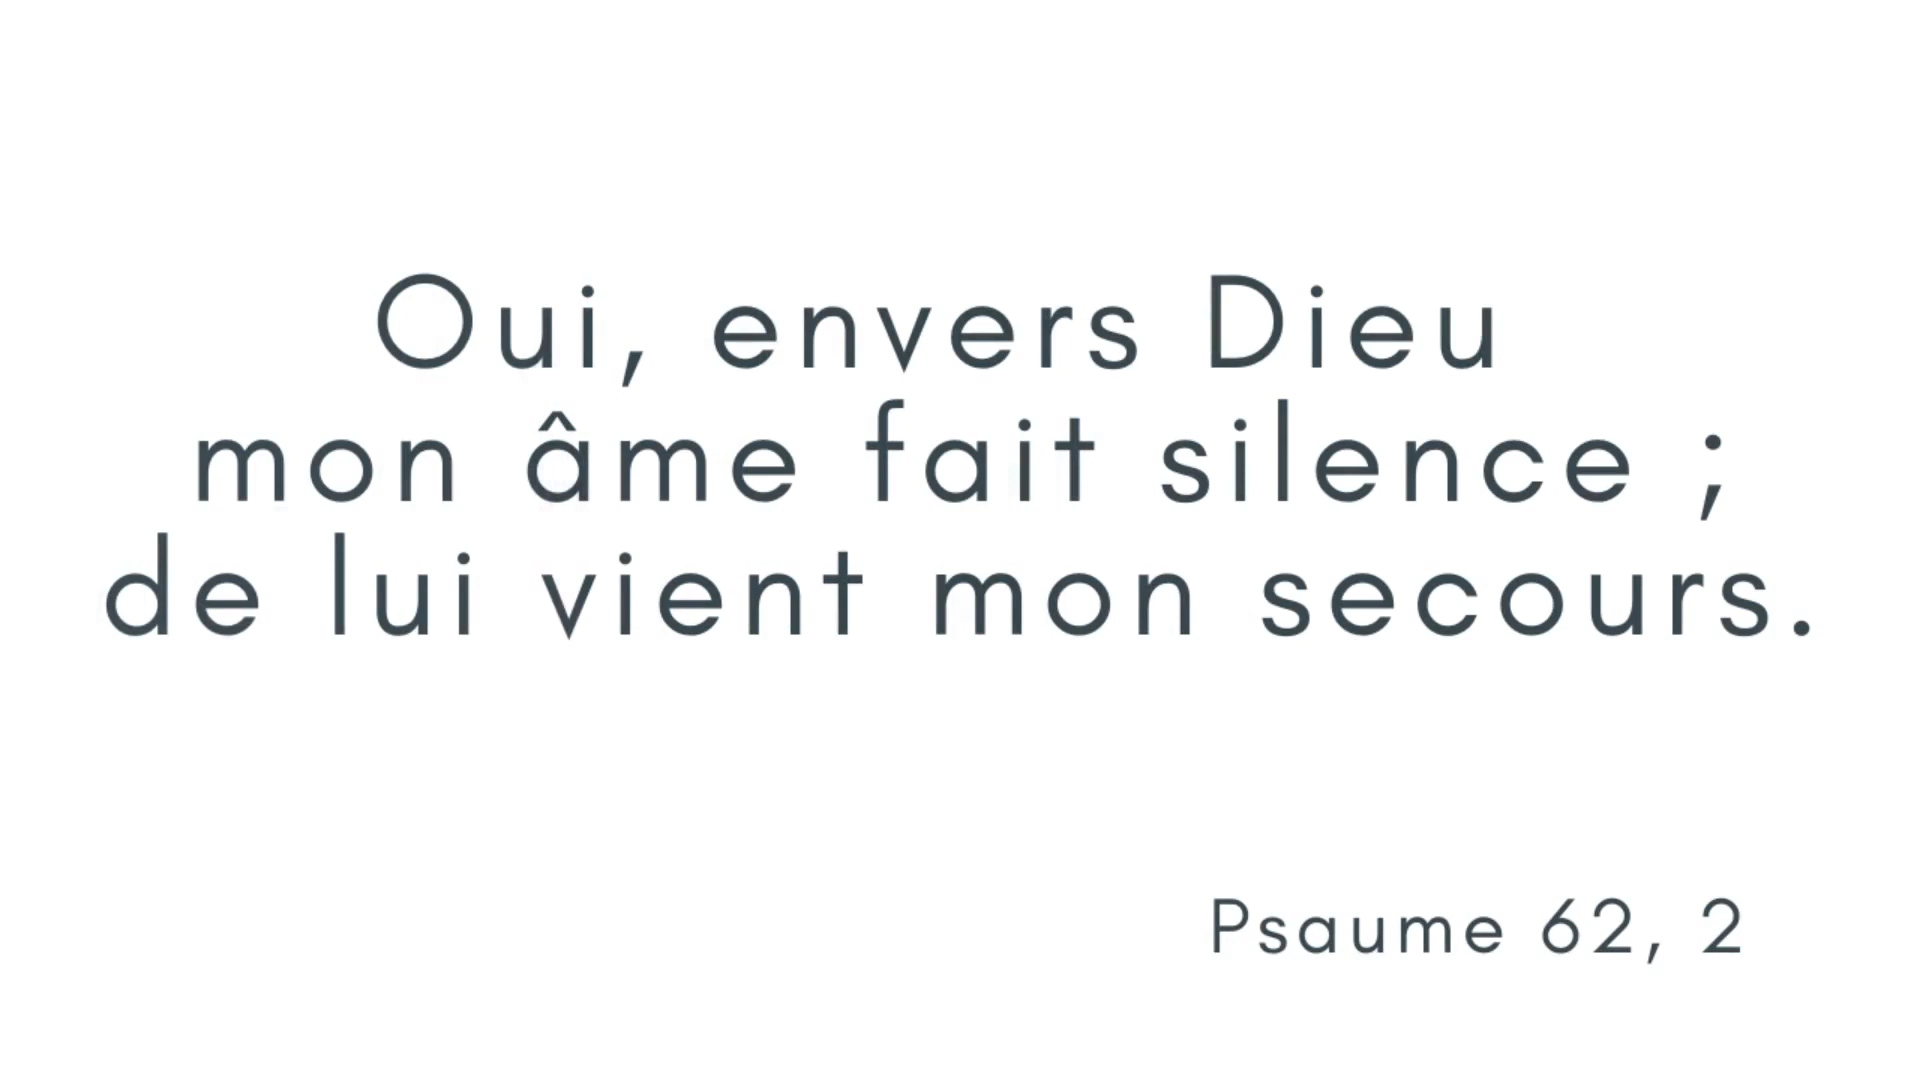 Oui, envers Dieu
mon âme fait silence ;
de lui vient mon secours.
Psaume 62, 2